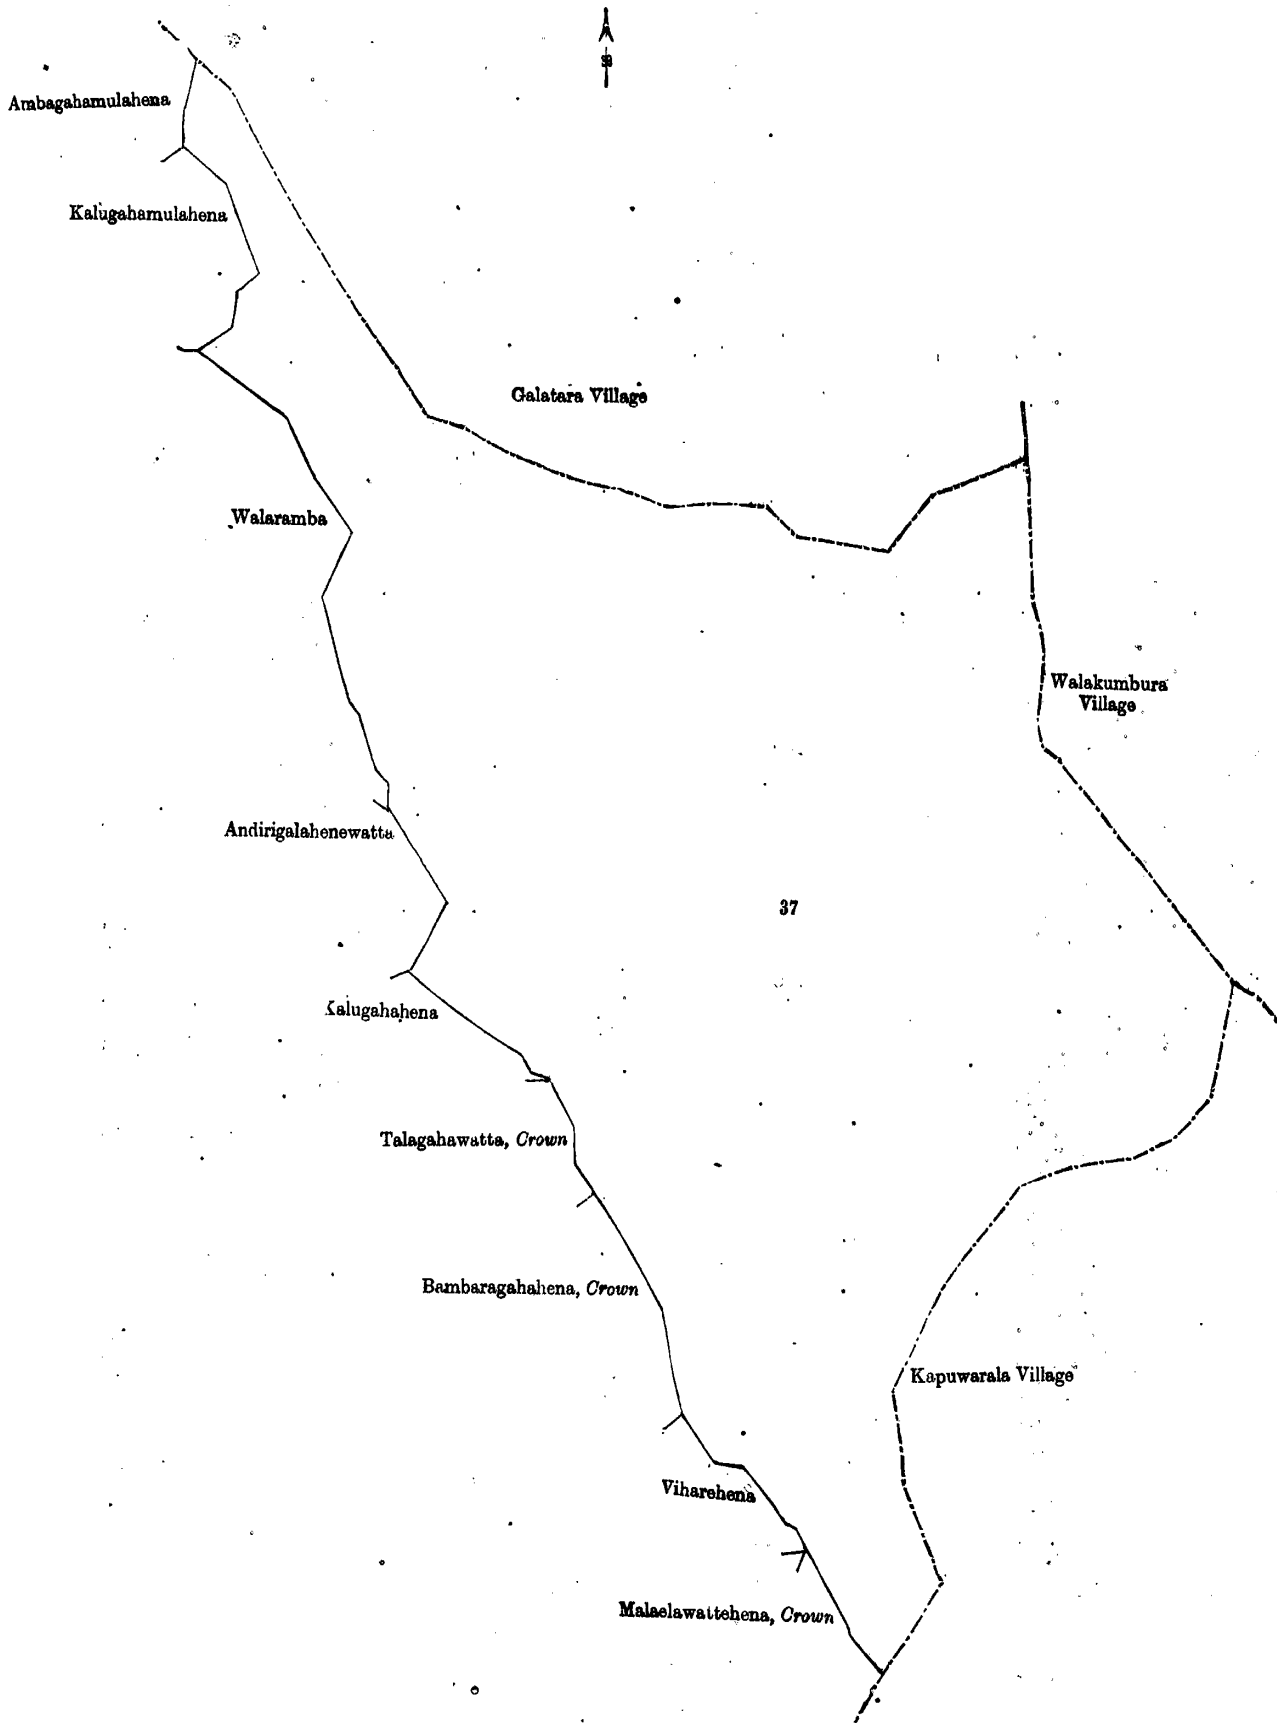 Ambagahamulahena
Kalugahamulahena
Galatara Village
Walaramba
Walakumbura
Village
Andirigalahenewatta
37
Kalugahahena
Talagahawatta, Crown
Bambaragahahena, Crown
Kapuwarala Village
Viharehena
Malaelawattehena, Crown